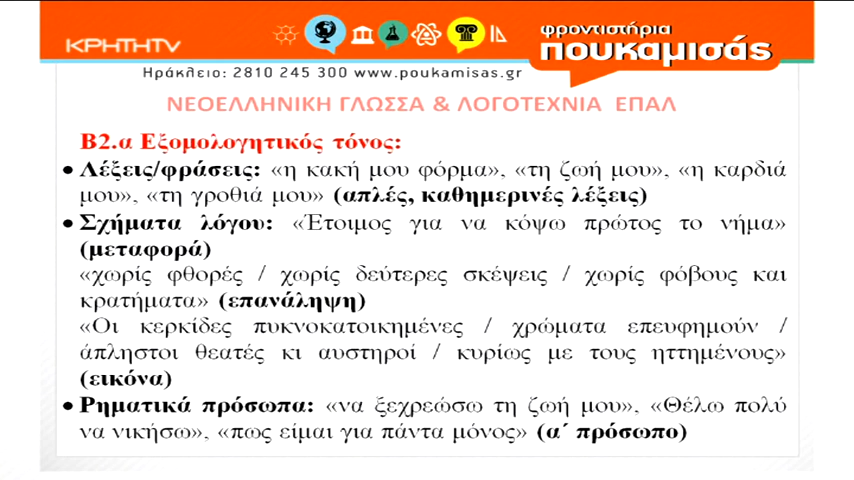 ΚΡΗΤΗTV
φροντιστήρια
πουκαμισάς
Ηράκλειο: 2810 245 300 www.poukamisas.gr
ΝΕΟΕΛΛΗΝΙΚΗ ΓΛΩΣΣΑ & ΛΟΓΟΤΕΧΝΙΑ ΕΠΑΛ
Β2.α Εξομολογητικός τόνος:
• Λέξεις/φράσεις: «η κακή μου φόρμα», «τη ζωή μου», «η καρδιά
μου», «τη γροθιά μου» (απλές, καθημερινές λέξεις)
• Σχήματα λόγου: «Έτοιμος για να κόψω πρώτος το νήμα»
(μεταφορά)
«χωρίς φθορές / χωρίς δεύτερες σκέψεις / χωρίς φόβους και
κρατήματα» (επανάληψη)
«Οι κερκίδες πυκνοκατοικημένες / χρώματα επευφημούν /
άπληστοι θεατές κι αυστηροί / κυρίως με τους ηττημένους»
(εικόνα)
• Ρηματικά πρόσωπα: «να ξεχρεώσω τη ζωή μου», «Θέλω πολύ
να νικήσω», «πως είμαι για πάντα μόνος» (α΄ πρόσωπο)